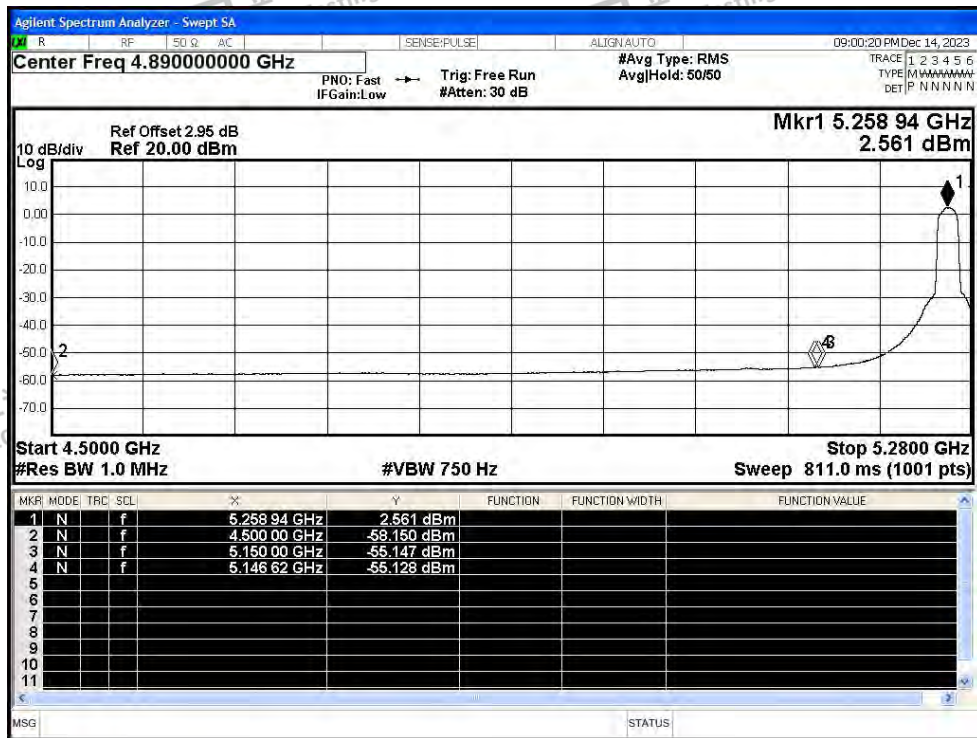 Agilent Spectrum Analyzer - Swept SA
LXI R RF 50 Ω AC SENSE:PULSE ALIGN AUTO 09:00:20 PM Dec 14, 2023
Center Freq 4.890000000 GHz #Avg Type: RMS TRACE 1 2 3 4 5 6
PNO: Fast Trig: Free Run Avg|Hold: 50/50 TYPE M WWWWW
IFGain:Low #Atten: 30 dB DET P N N N N N
Mkr1 5.258 94 GHz
Ref Offset 2.95 dB
10 dB/div Ref 20.00 dBm 2.561 dBm
Log
1
10.0
0.00
-10.0
-20.0
-30.0
-40.0
-50.0 2 4 3
-60.0
-70.0
Start 4.5000 GHz Stop 5.2800 GHz
#Res BW 1.0 MHz #VBW 750 Hz Sweep 811.0 ms (1001 pts)
MKR MODE TRC SCL X Y FUNCTION FUNCTION WIDTH FUNCTION VALUE
1 N f 5.258 94 GHz 2.561 dBm
2 N f 4.500 00 GHz -58.150 dBm
3 N f 5.150 00 GHz -55.147 dBm
4 N f 5.146 62 GHz -55.128 dBm
5
6
7
8
9
10
11
MSG STATUS